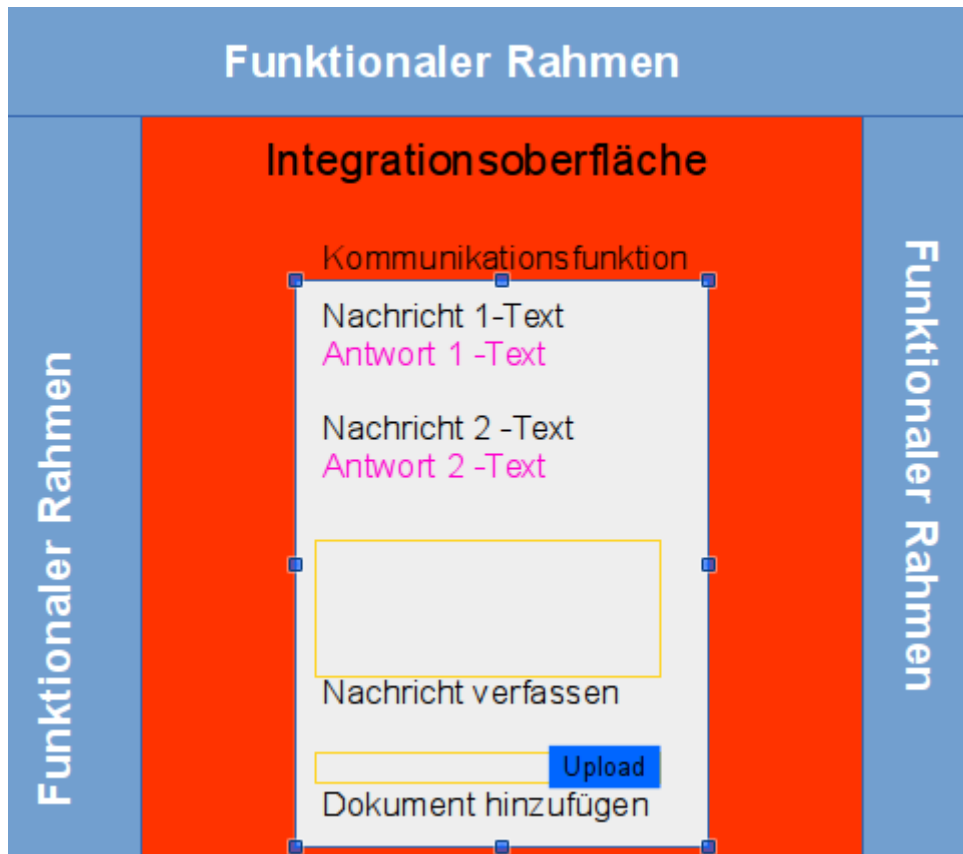 Funktionaler Rahmen
Integrationsoberfläche
Funktionaler Rahmen
Funktionaler Rahmen
Kommunikationsfunktion
Nachricht 1-Text
Antwort 1 -Text
Nachricht 2 -Text
Antwort 2 -Text
Nachricht verfassen
Upload
Dokument hinzufügen